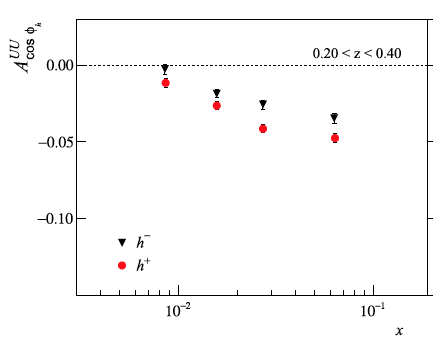 A^{UU}_{cos ϕ_h}
0.20 < z < 0.40
0.00
−0.05
−0.10
h⁻
h⁺
10⁻² 10⁻¹
x